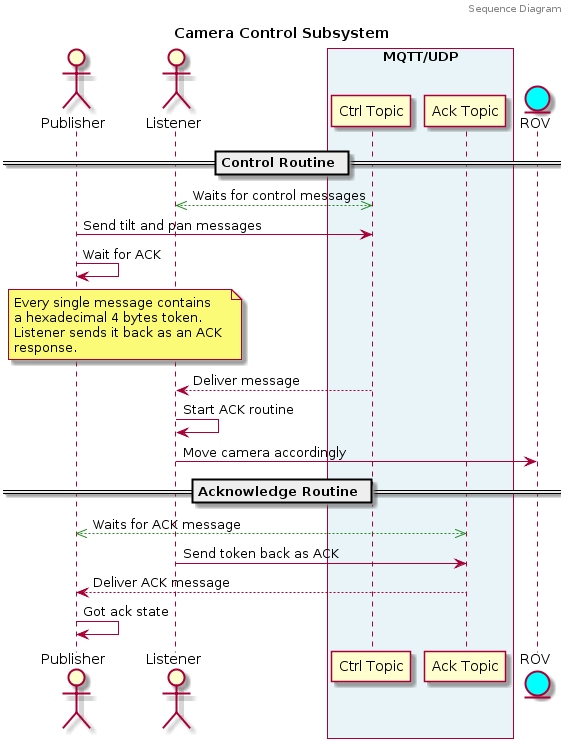 Sequence Diagram
Camera Control Subsystem
MQTT/UDP
Publisher
Listener
Ctrl Topic
Ack Topic
ROV
Control Routine
Waits for control messages
Send tilt and pan messages
Wait for ACK
Every single message contains
a hexadecimal 4 bytes token.
Listener sends it back as an ACK
response.
Deliver message
Start ACK routine
Move camera accordingly
Acknowledge Routine
Waits for ACK message
Send token back as ACK
Deliver ACK message
Got ack state
Publisher
Listener
Ctrl Topic
Ack Topic
ROV